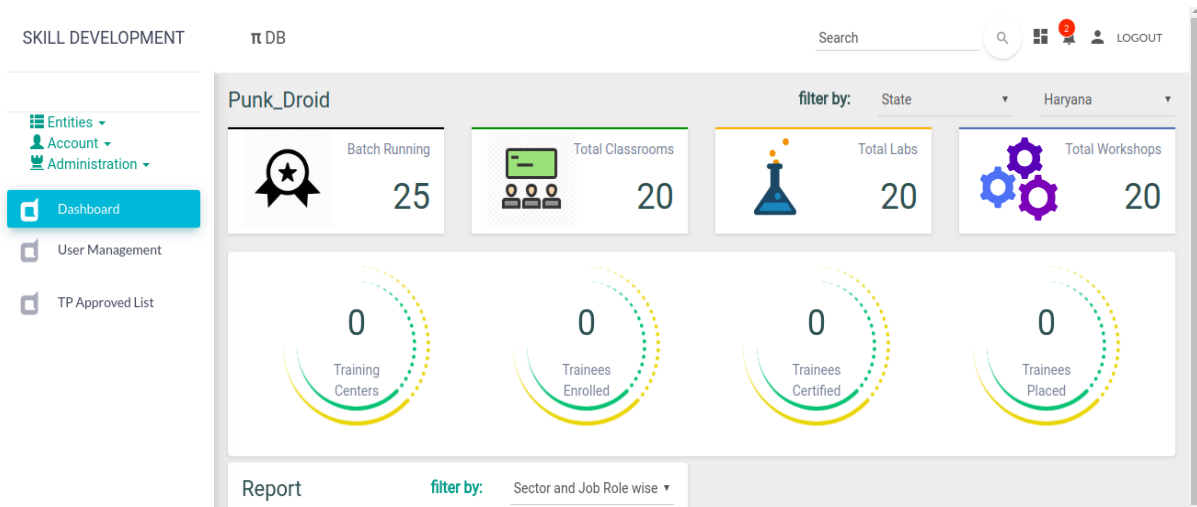 SKILL DEVELOPMENT
π DB
Search
2
LOGOUT
Entities
Account
Administration
Dashboard
User Management
TP Approved List
Punk_Droid
filter by:
State
Haryana
Batch Running
25
Total Classrooms
20
Total Labs
20
Total Workshops
20
0
Training
Centers
0
Trainees
Enrolled
0
Trainees
Certified
0
Trainees
Placed
Report
filter by:
Sector and Job Role wise